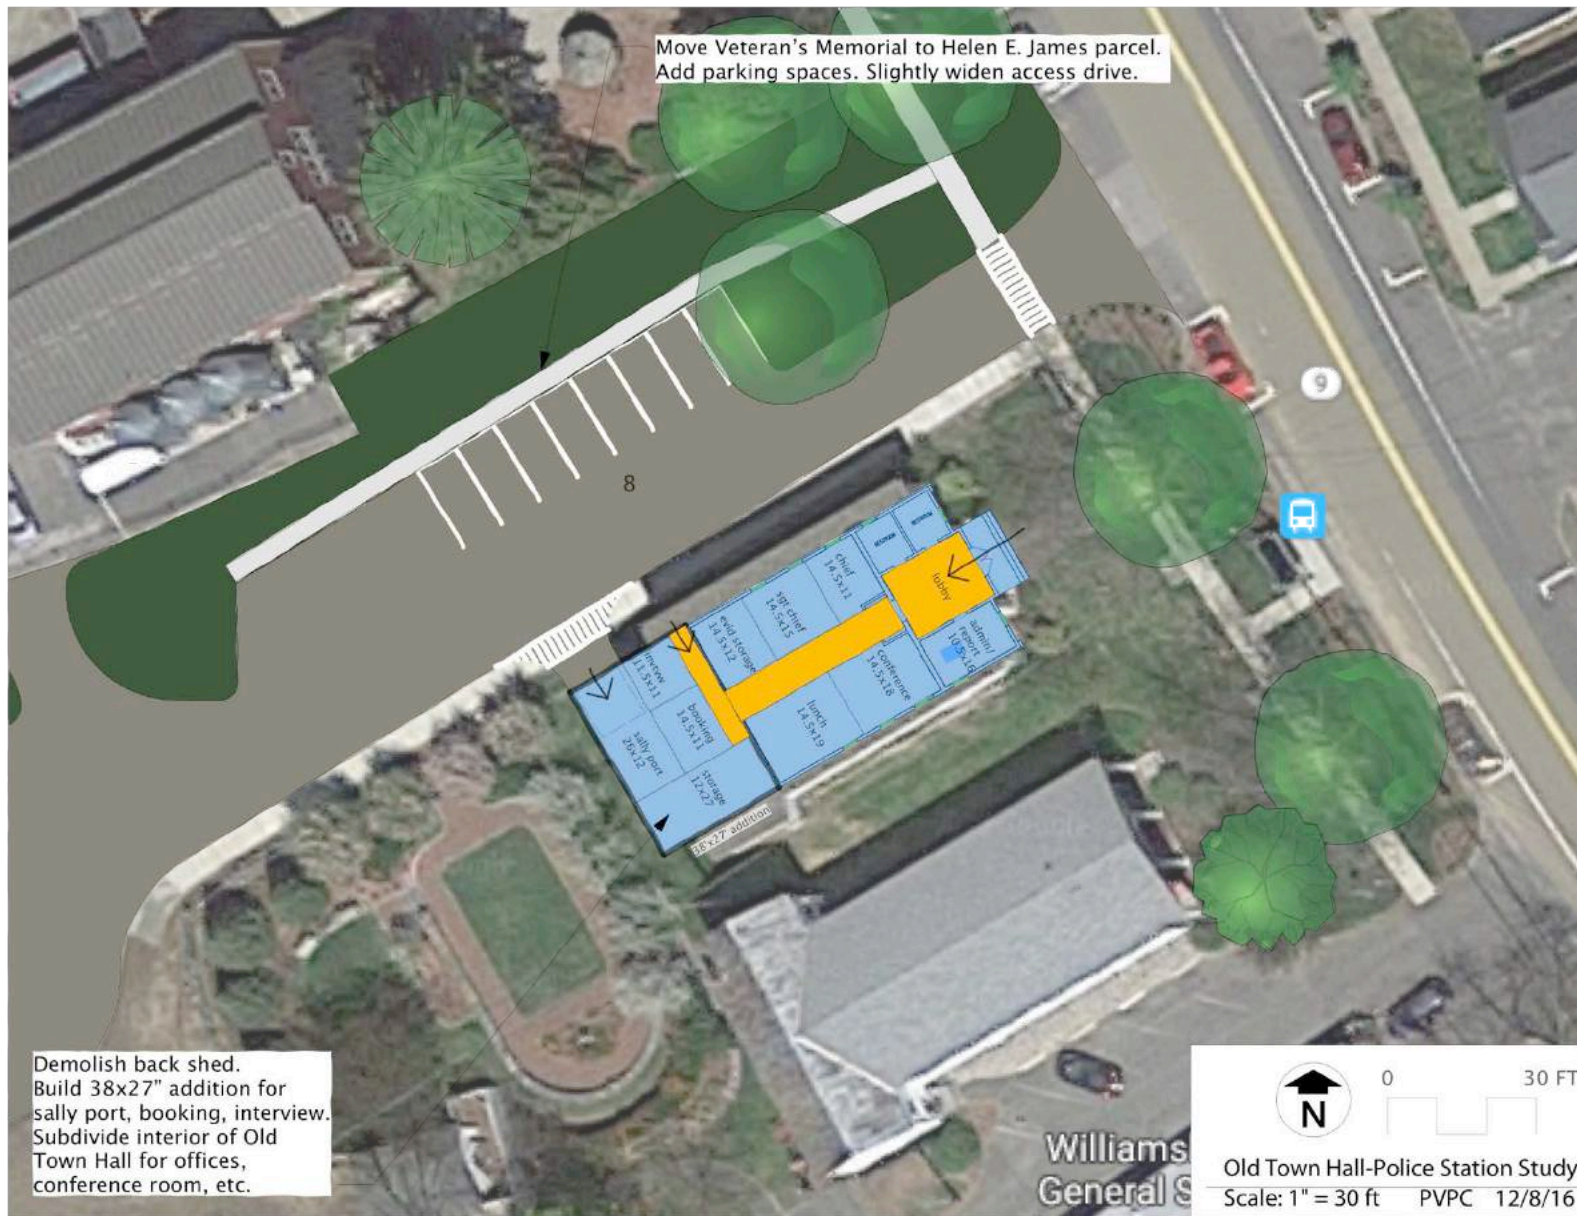 Move Veteran's Memorial to Helen E. James parcel.
Add parking spaces. Slightly widen access drive.
9
8
chief
14.5x11
lobby
sgt chief
14.5x15
evid storage
14.5x12
admin/
report
10.5x16
conference
14.5x18
lunch
14.5x19
11.5x11
booking
14.5x11
sally port
26x12
storage
12x27
38'x27' addition
Demolish back shed.
Build 38x27" addition for
sally port, booking, interview.
Subdivide interior of Old
Town Hall for offices,
conference room, etc.
Williams
General S
N
0 30 FT
Old Town Hall-Police Station Study
Scale: 1" = 30 ft PVPC 12/8/16